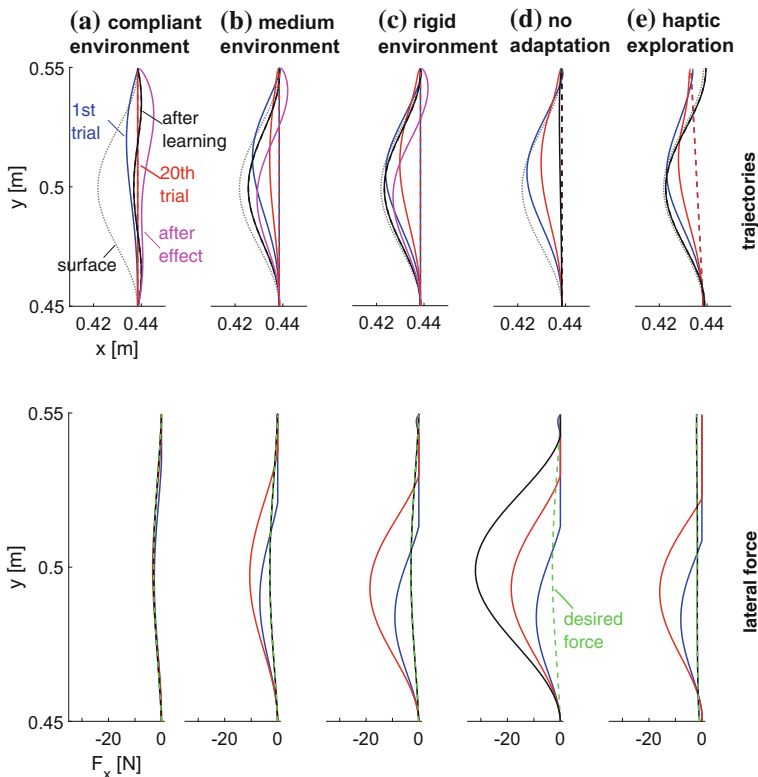 (a) compliant environment
(b) medium environment
(c) rigid environment
(d) no adaptation
(e) haptic exploration
0.55
0.5
0.45
y [m]
1st trial
after learning
20th trial
after effect
surface
0.42 0.44
0.42 0.44
0.42 0.44
0.42 0.44
0.42 0.44
x [m]
trajectories
0.55
0.5
0.45
y [m]
desired force
-20 0
-20 0
-20 0
-20 0
-20 0
F_x [N]
lateral force